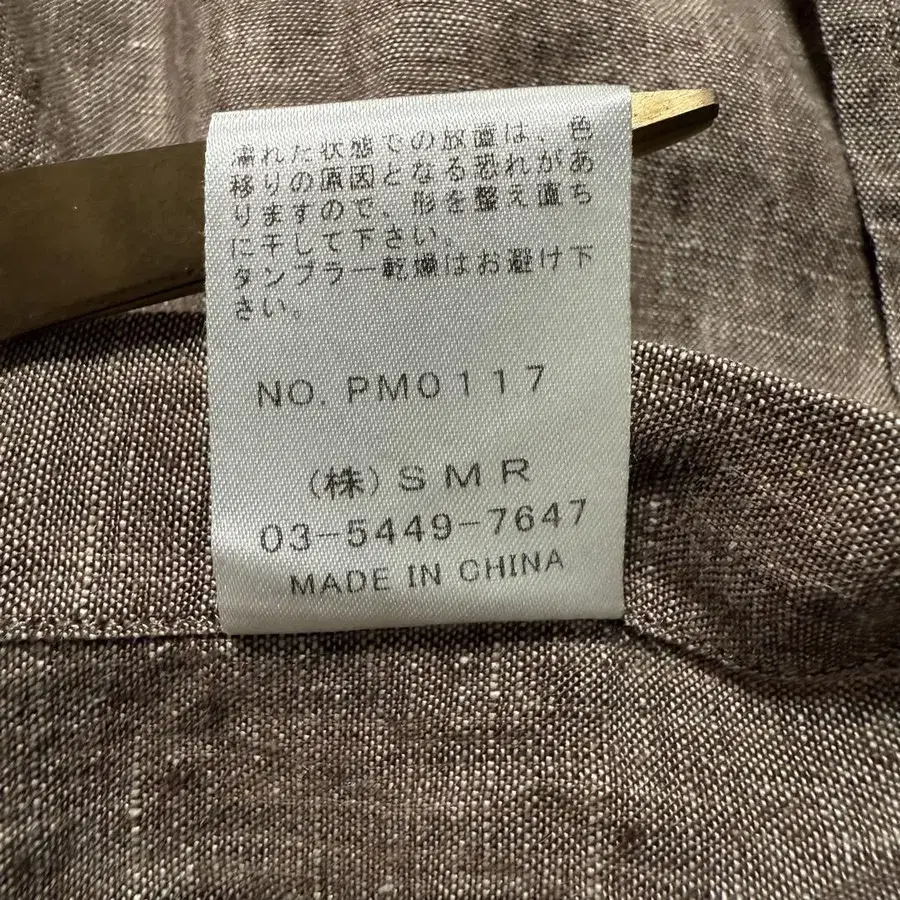 濡れた状態での放置は、色
移りの原因となる恐れがあ
りますので、形を整え直ち
に干して下さい。
タンブラー乾燥はお避け下
さい。
NO. PM0117
(株)SMR
03-5449-7647
MADE IN CHINA